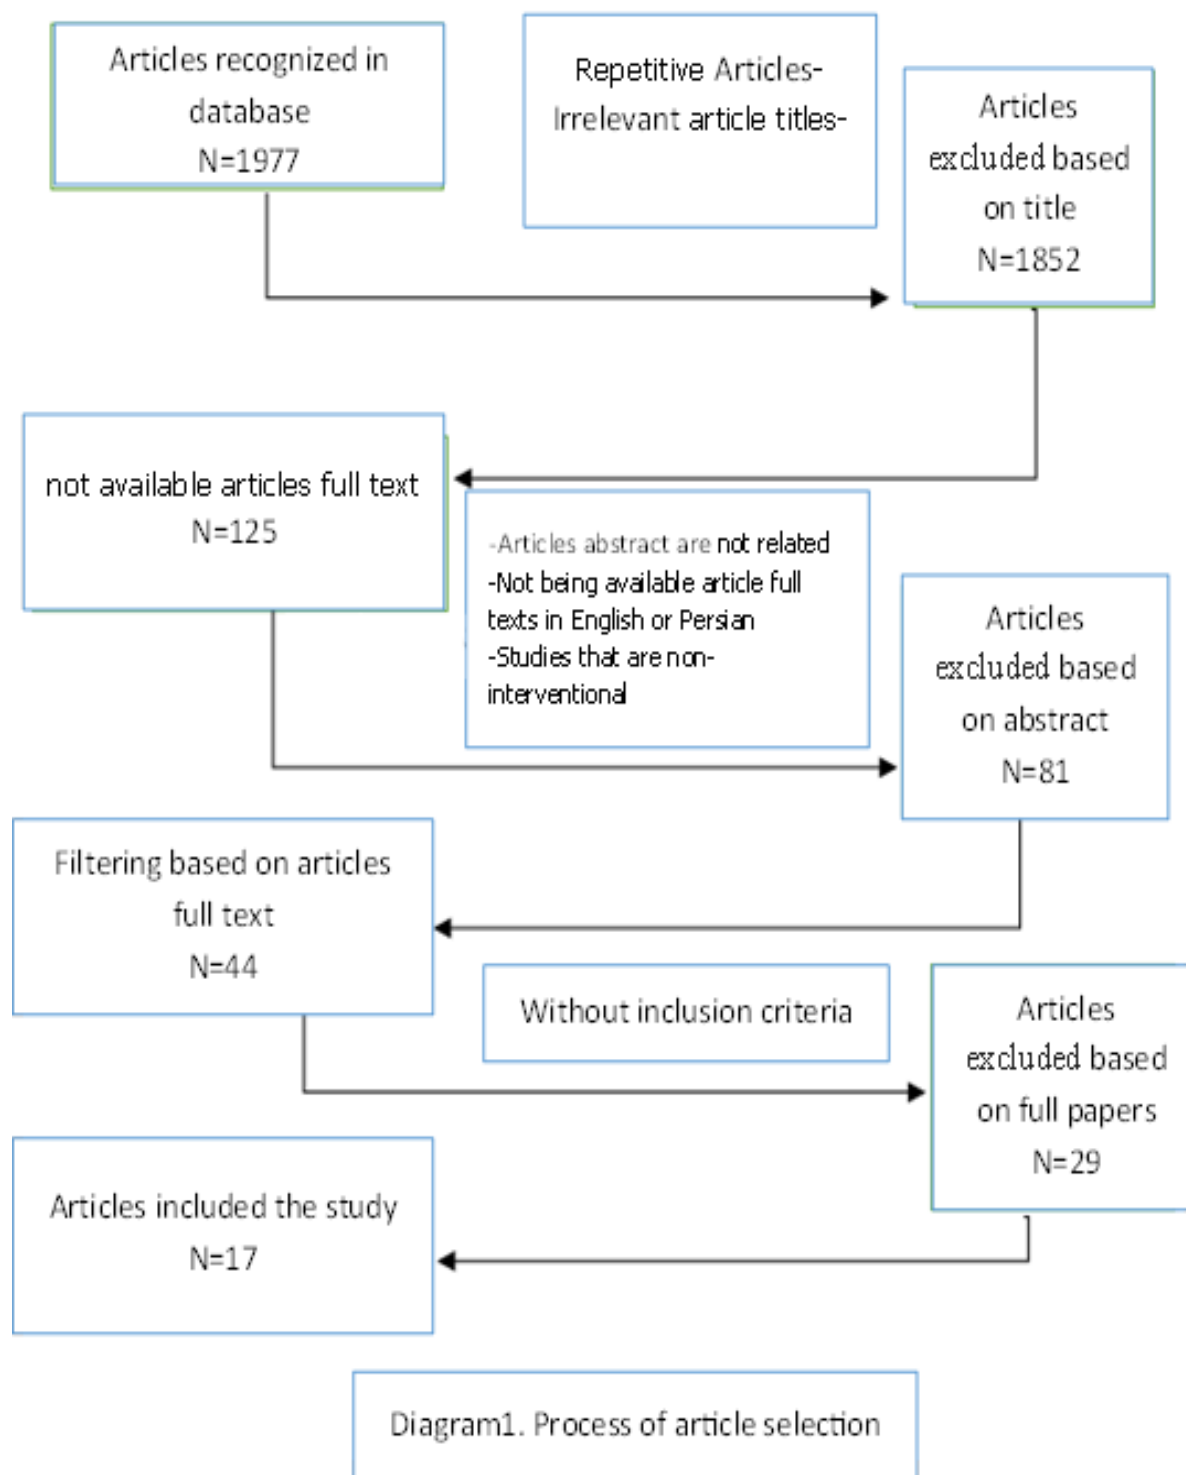 Articles recognized in
database
N=1977
Repetitive Articles-
Irrelevant article titles-
Articles
excluded based
on title
N=1852
not available articles full text
N=125
-Articles abstract are not related
-Not being available article full
texts in English or Persian
-Studies that are non-
interventional
Articles
excluded based
on abstract
N=81
Filtering based on articles
full text
N=44
Without inclusion criteria
Articles
excluded based
on full papers
N=29
Articles included the study
N=17
Diagram1. Process of article selection